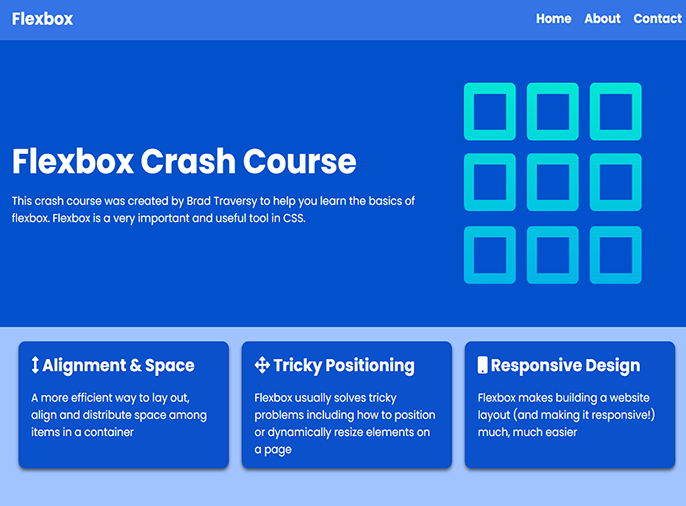 Flexbox
Home About Contact
Flexbox Crash Course
This crash course was created by Brad Traversy to help you learn the basics of
flexbox. Flexbox is a very important and useful tool in CSS.
Alignment & Space
A more efficient way to lay out,
align and distribute space among
items in a container
Tricky Positioning
Flexbox usually solves tricky
problems including how to position
or dynamically resize elements on
a page
Responsive Design
Flexbox makes building a website
layout (and making it responsive!)
much, much easier